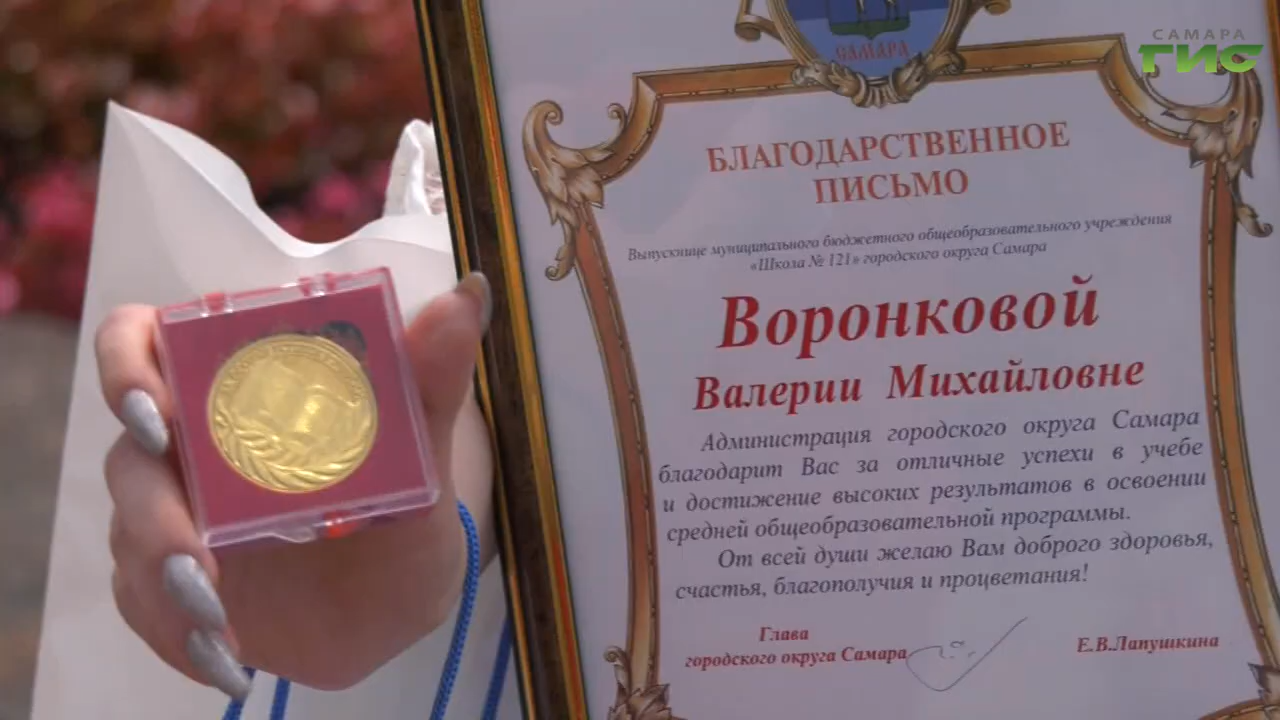 САМАРА
ГИС
САМАРА
БЛАГОДАРСТВЕННОЕ
ПИСЬМО
Выпускнице муниципального бюджетного общеобразовательного учреждения
«Школа № 121» городского округа Самара
Воронковой
Валерии Михайловне
Администрация городского округа Самара
благодарит Вас за отличные успехи в учебе
и достижение высоких результатов в освоении
средней общеобразовательной программы.
От всей души желаю Вам доброго здоровья,
счастья, благополучия и процветания!
Глава
городского округа Самара
Е.В.Лапушкина